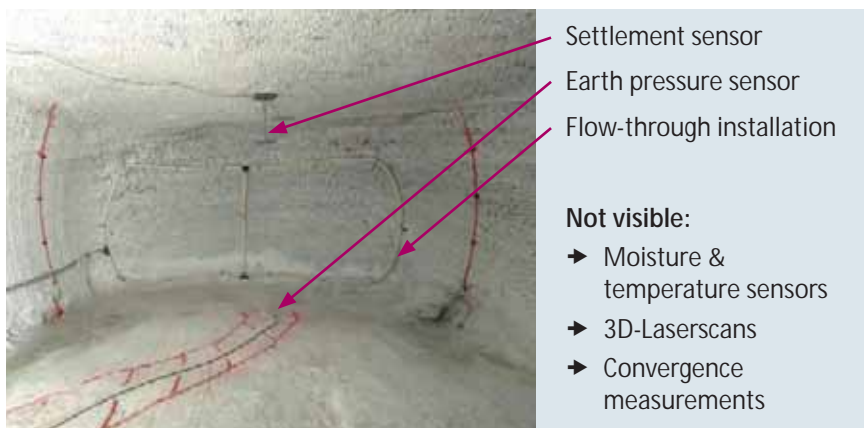 Settlement sensor
Earth pressure sensor
Flow-through installation
Not visible:
➔ Moisture &
temperature sensors
➔ 3D-Laserscans
➔ Convergence
measurements